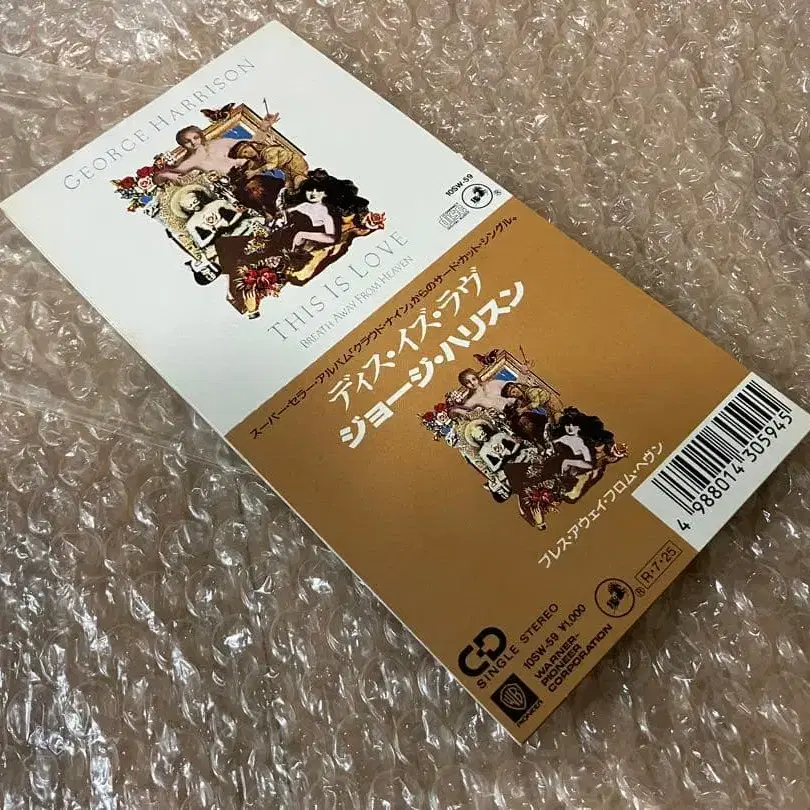 GEORGE HARRISON
THIS IS LOVE
BREATH AWAY FROM HEAVEN
10SW-59
®
スーパー・セラー・アルバム「クラウド・ナイン」からのサード・カット・シングル。
ディス・イズ・ラヴ
ジョージ・ハリスン
ブレス・アウェイ・フロム・ヘヴン
4 988014 305945
R・7・25
®
CD
SINGLE STEREO
10SW-59 ¥1,000
WARNER-
PIONEER
CORPORATION